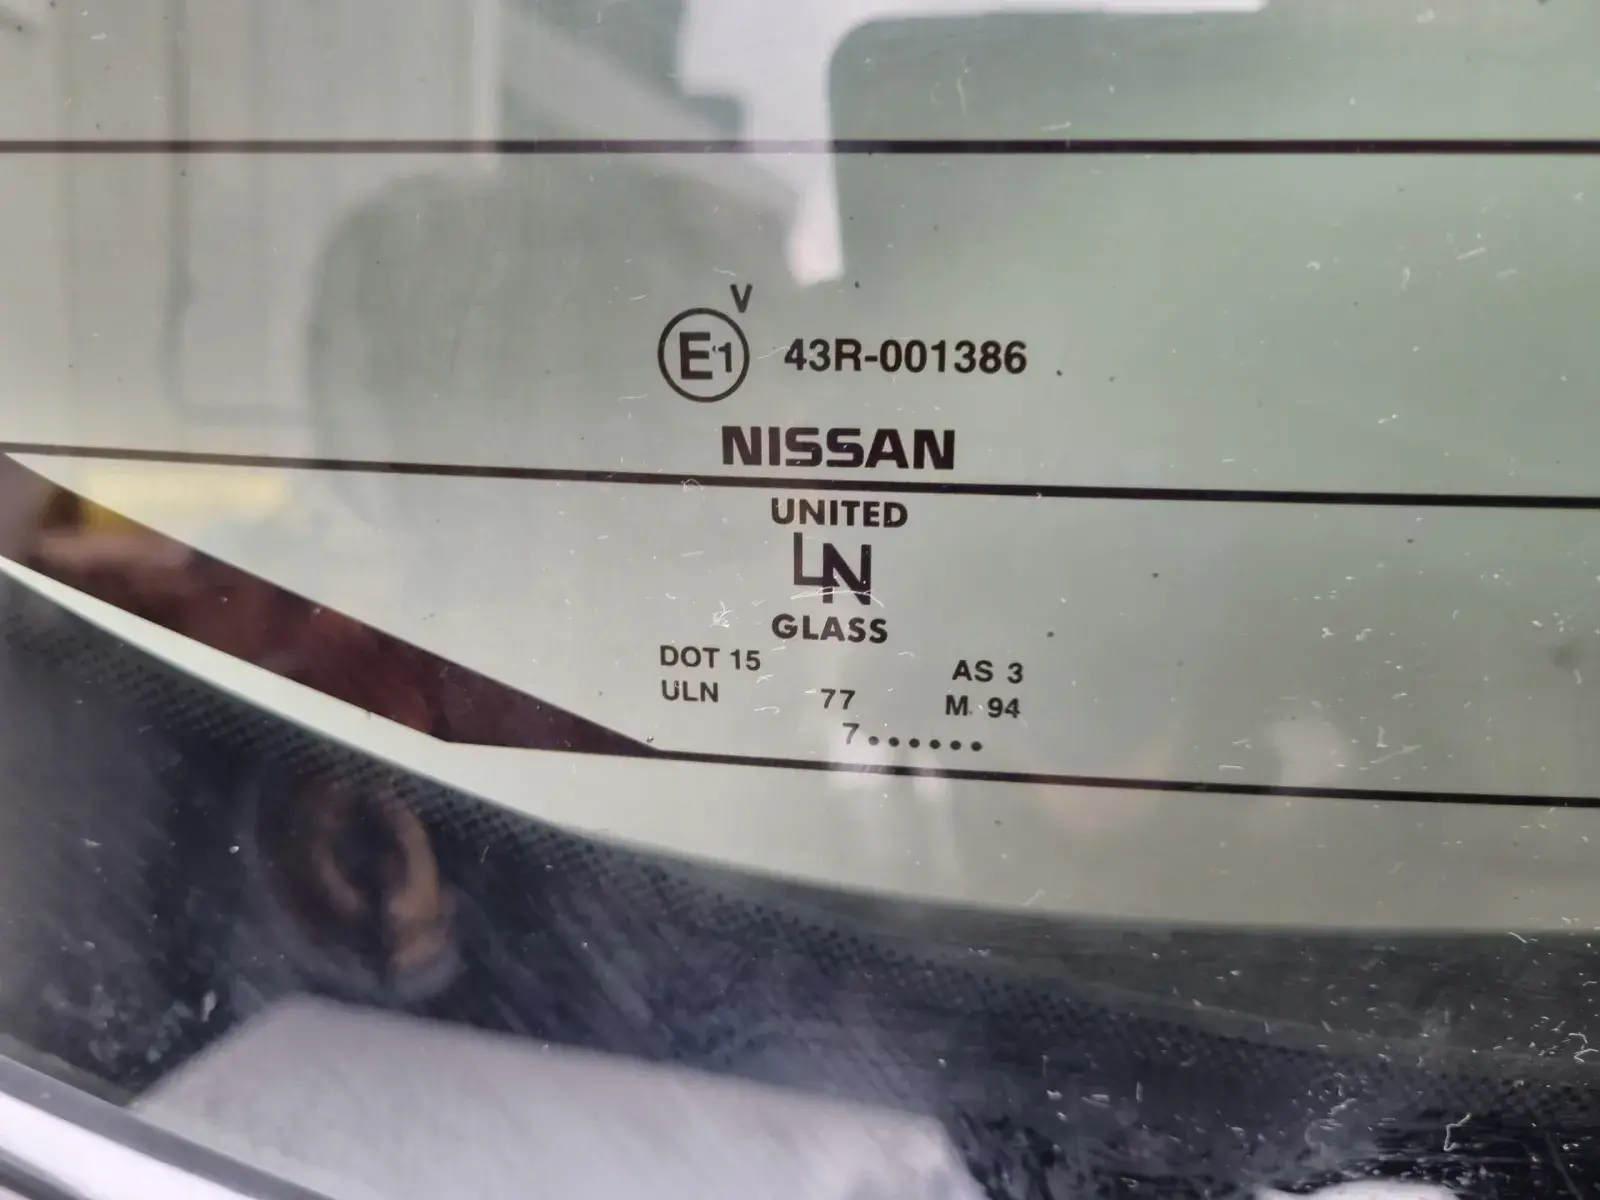 V
E1 43R-001386
NISSAN
UNITED
LN
GLASS
DOT 15 AS 3
ULN 77 M 94
7......